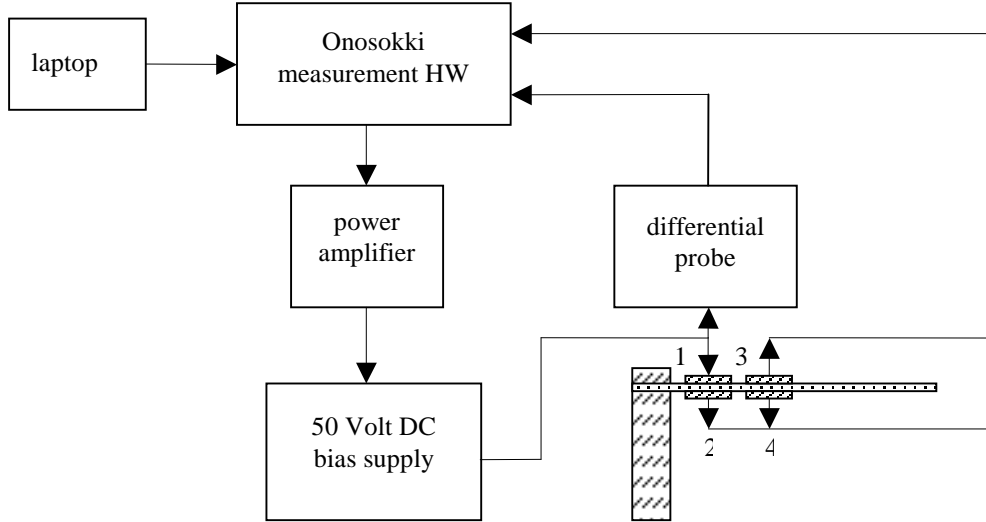 laptop
Onosokki
measurement HW
power
amplifier
differential
probe
50 Volt DC
bias supply
1 3
2 4